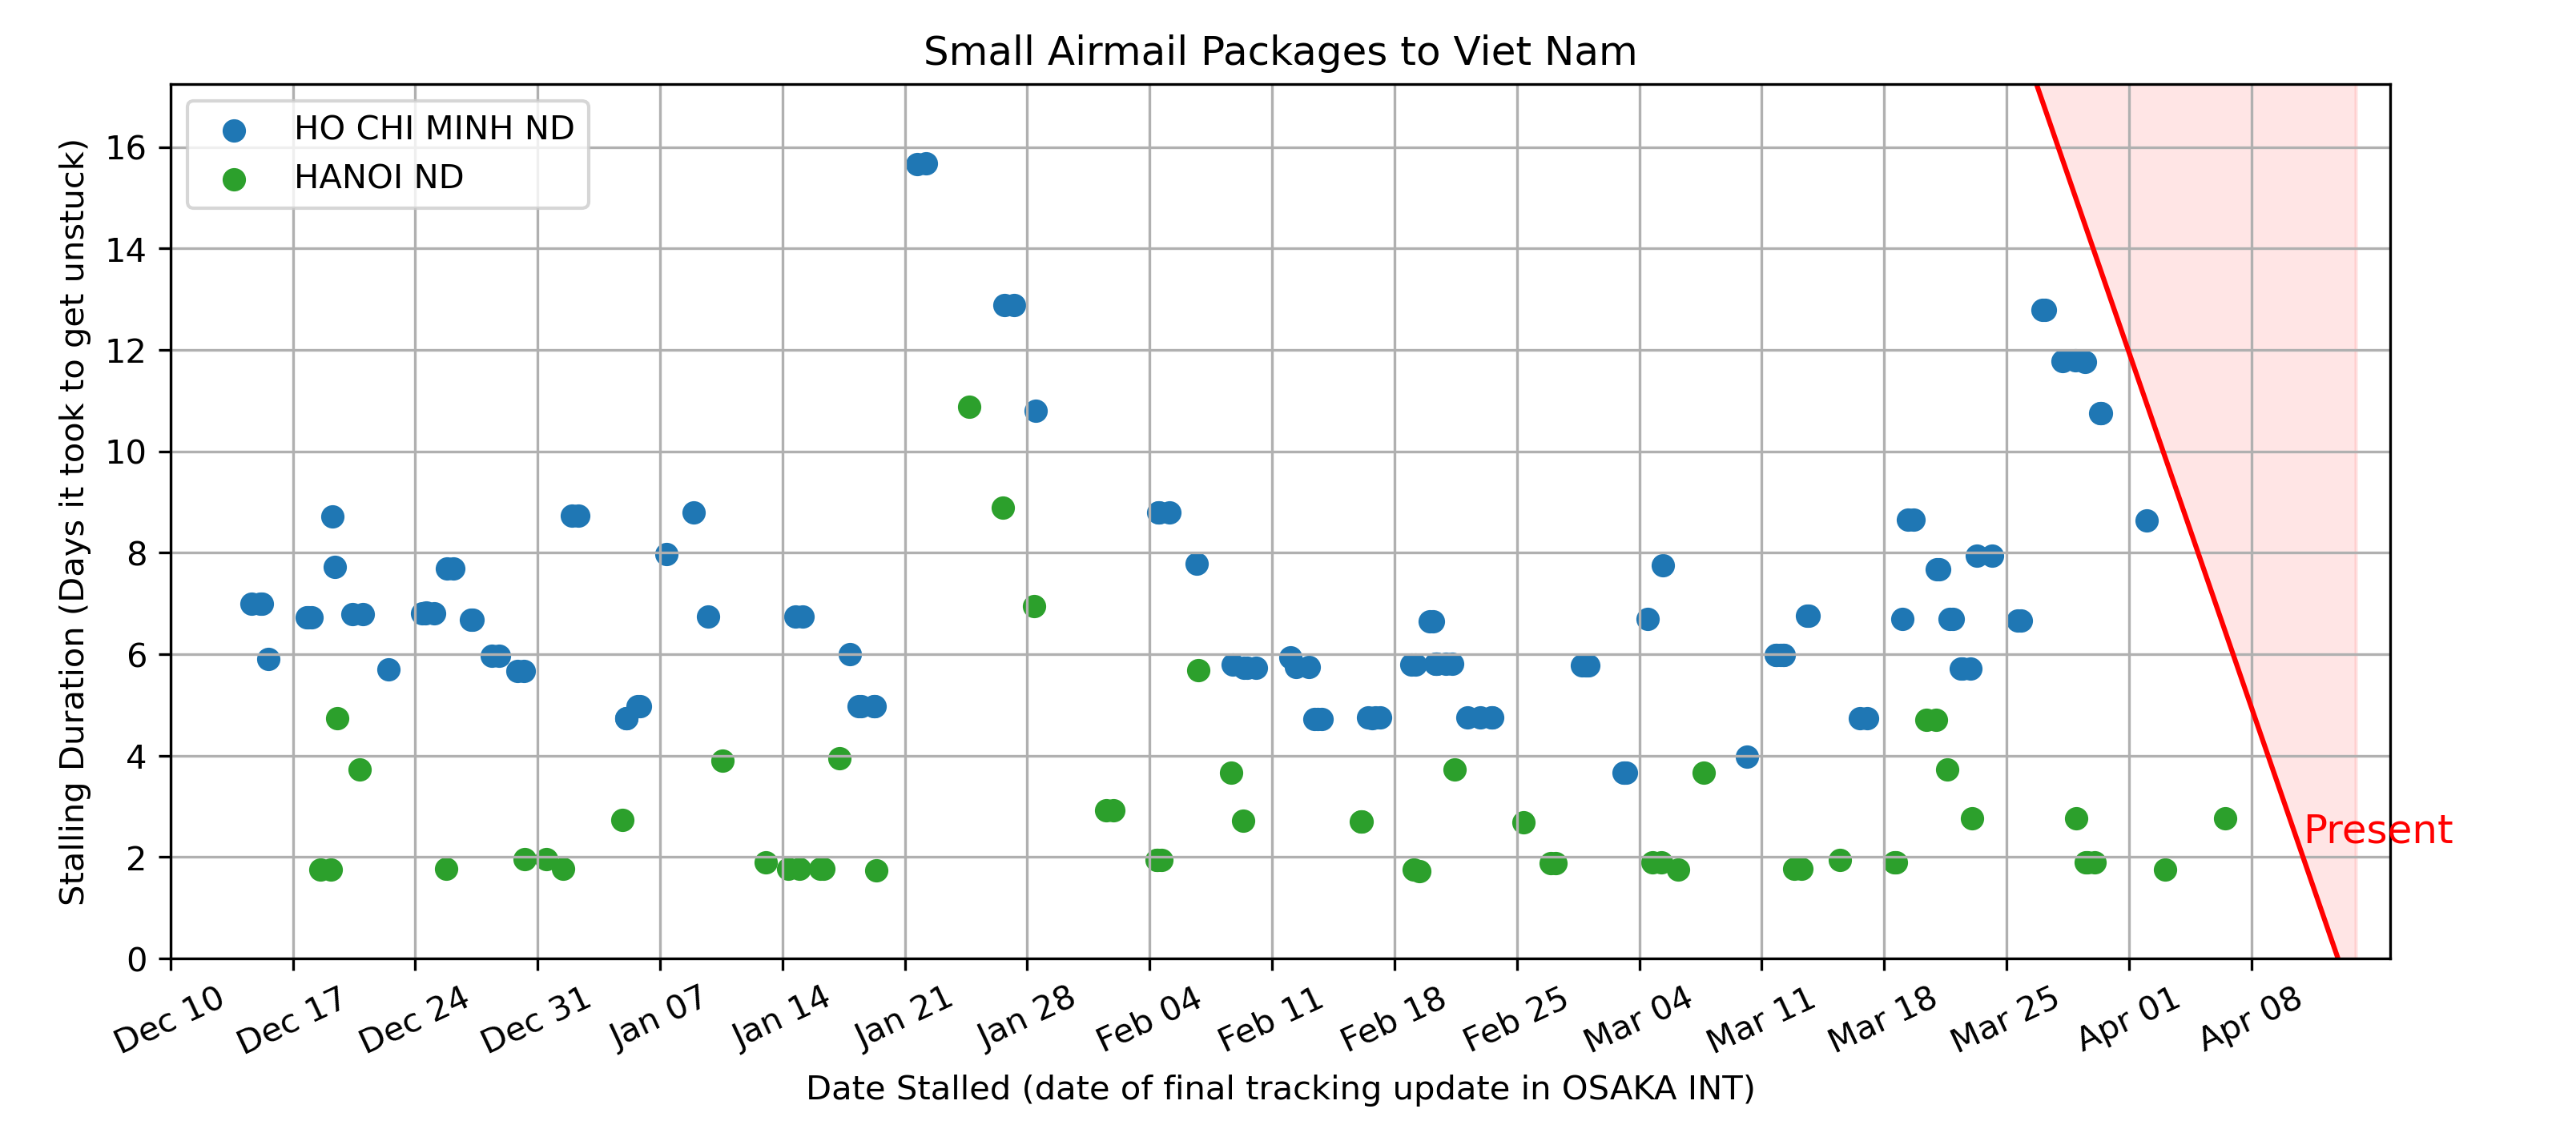 Small Airmail Packages to Viet Nam
HO CHI MINH ND
HANOI ND
Stalling Duration (Days it took to get unstuck)
16
14
12
10
8
6
4
2
0
Present
Dec 10
Dec 17
Dec 24
Dec 31
Jan 07
Jan 14
Jan 21
Jan 28
Feb 04
Feb 11
Feb 18
Feb 25
Mar 04
Mar 11
Mar 18
Mar 25
Apr 01
Apr 08
Date Stalled (date of final tracking update in OSAKA INT)